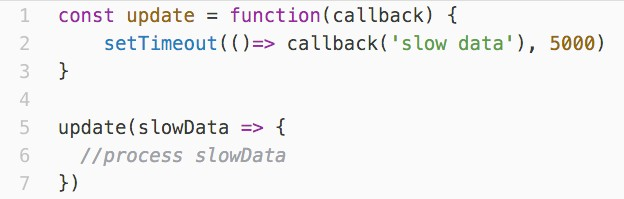 1 const update = function(callback) {
2     setTimeout(()=> callback('slow data'), 5000)
3 }
4
5 update(slowData => {
6   //process slowData
7 })